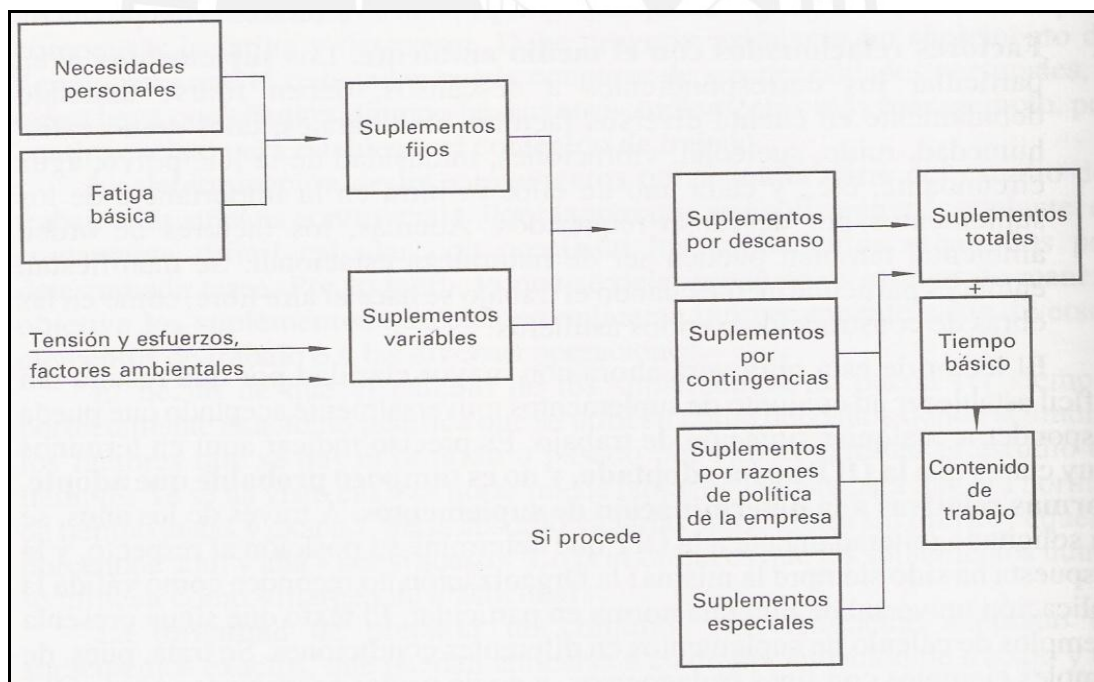 Necesidades
personales
Fatiga
básica
Tensión y esfuerzos,
factores ambientales
Suplementos
fijos
Suplementos
variables
Suplementos
por descanso
Suplementos
por
contingencias
Suplementos
por razones
de política
de la empresa
Si procede
Suplementos
especiales
Suplementos
totales
+
Tiempo
básico
Contenido
de
trabajo